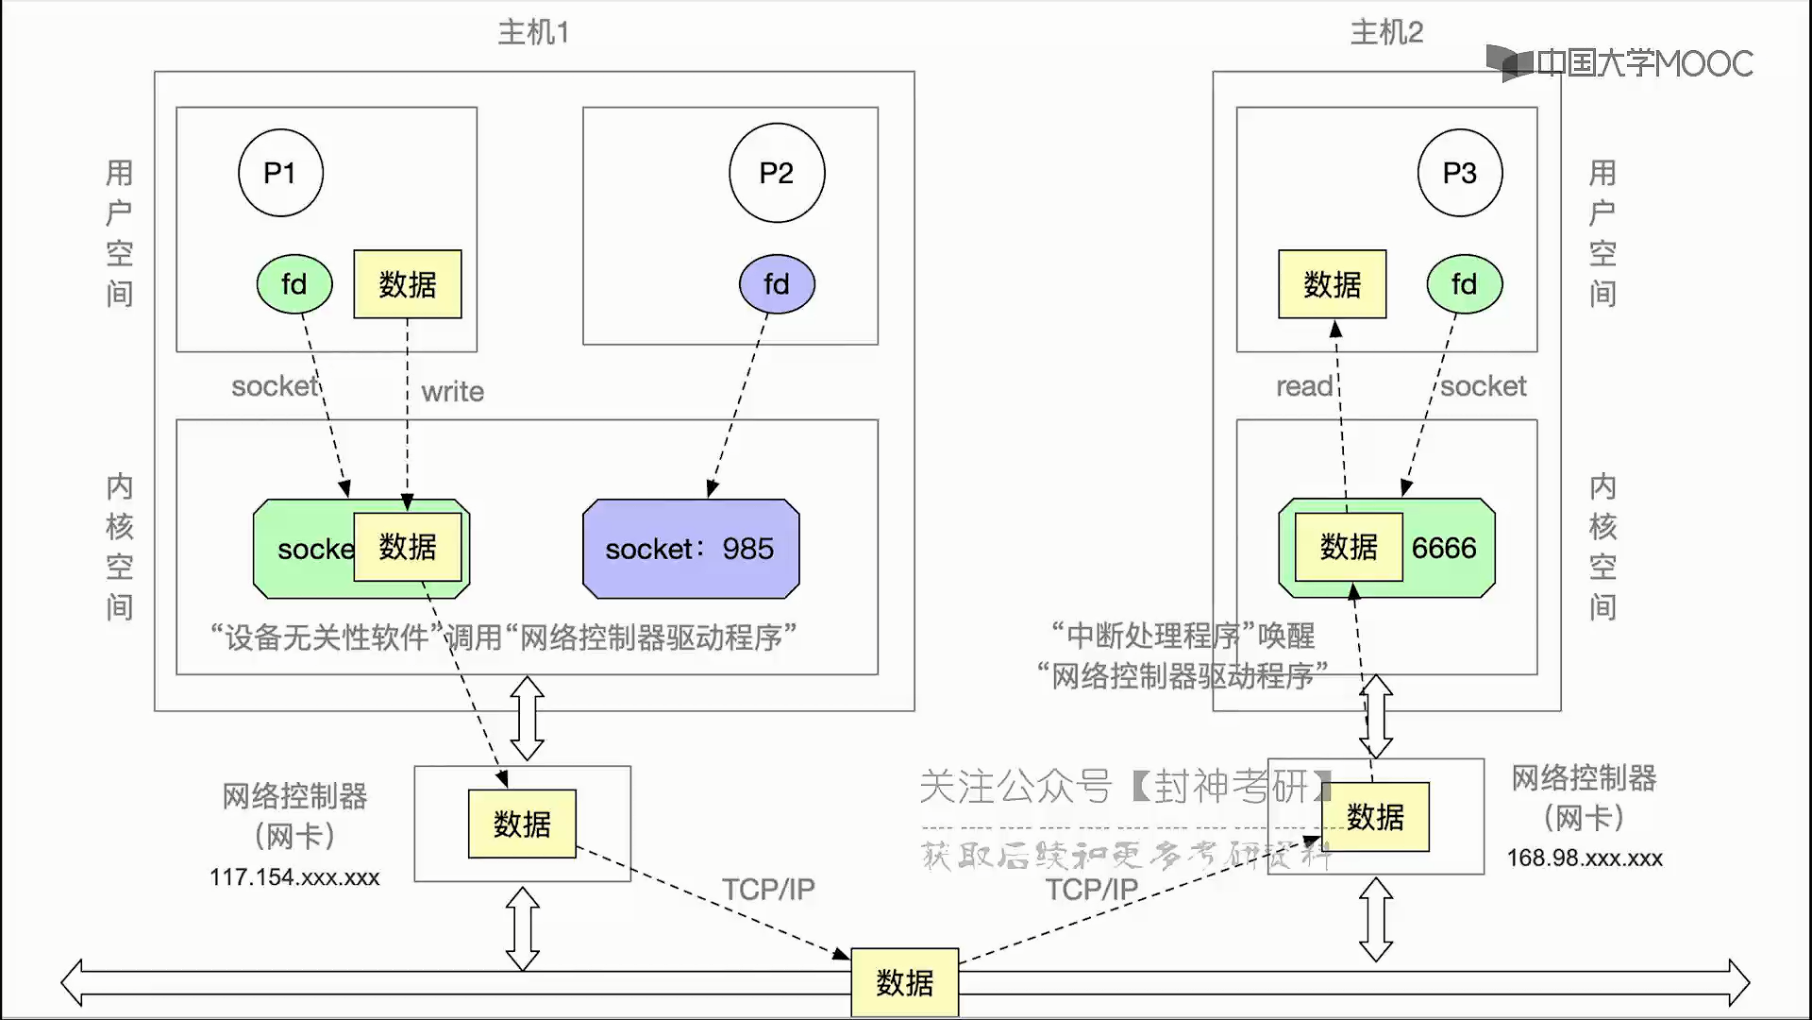 主机1
主机2
中国大学MOOC
P1
P2
P3
用户空间
用户空间
fd
数据
fd
数据
fd
socket
write
read
socket
内核空间
内核空间
socke
数据
socket：985
数据
6666
“设备无关性软件”调用“网络控制器驱动程序”
“中断处理程序”唤醒
“网络控制器驱动程序”
网络控制器
（网卡）
117.154.xxx.xxx
数据
关注公众号【封神考研】
获取后续和更多考研资料
数据
网络控制器
（网卡）
168.98.xxx.xxx
TCP/IP
TCP/IP
数据